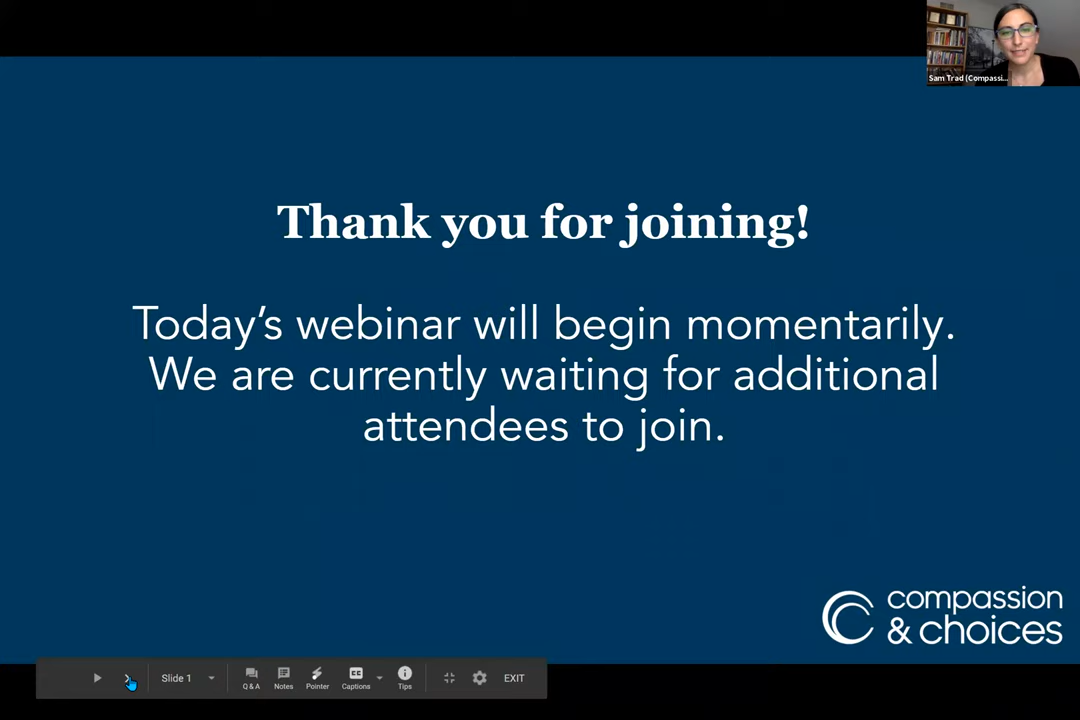 Sam Trad (Compassi...
Thank you for joining!
Today's webinar will begin momentarily.
We are currently waiting for additional
attendees to join.
compassion
& choices
Slide 1
Q & A
Notes
Pointer
CC
Captions
Tips
EXIT